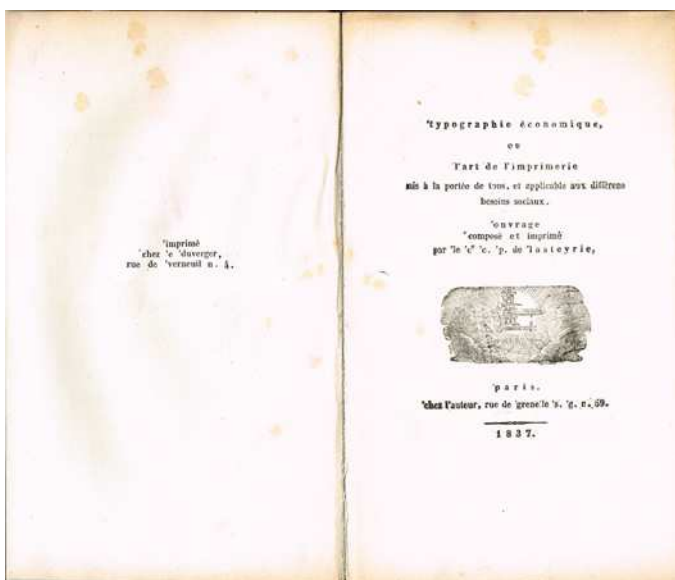 'imprimé
'chez 'e 'duverger,
rue de 'verneuil n. 4.
'typographie économique,
ou
l'art de l'imprimerie
mis à la portée de tous, et applicable aux différens
besoins sociaux.
'ouvrage
'composé et imprimé
par 'le 'cte 'c. 'p. de 'lasteyrie,
'paris.
'chez l'auteur, rue de 'grenelle 's. 'g. n. 59.
1837.